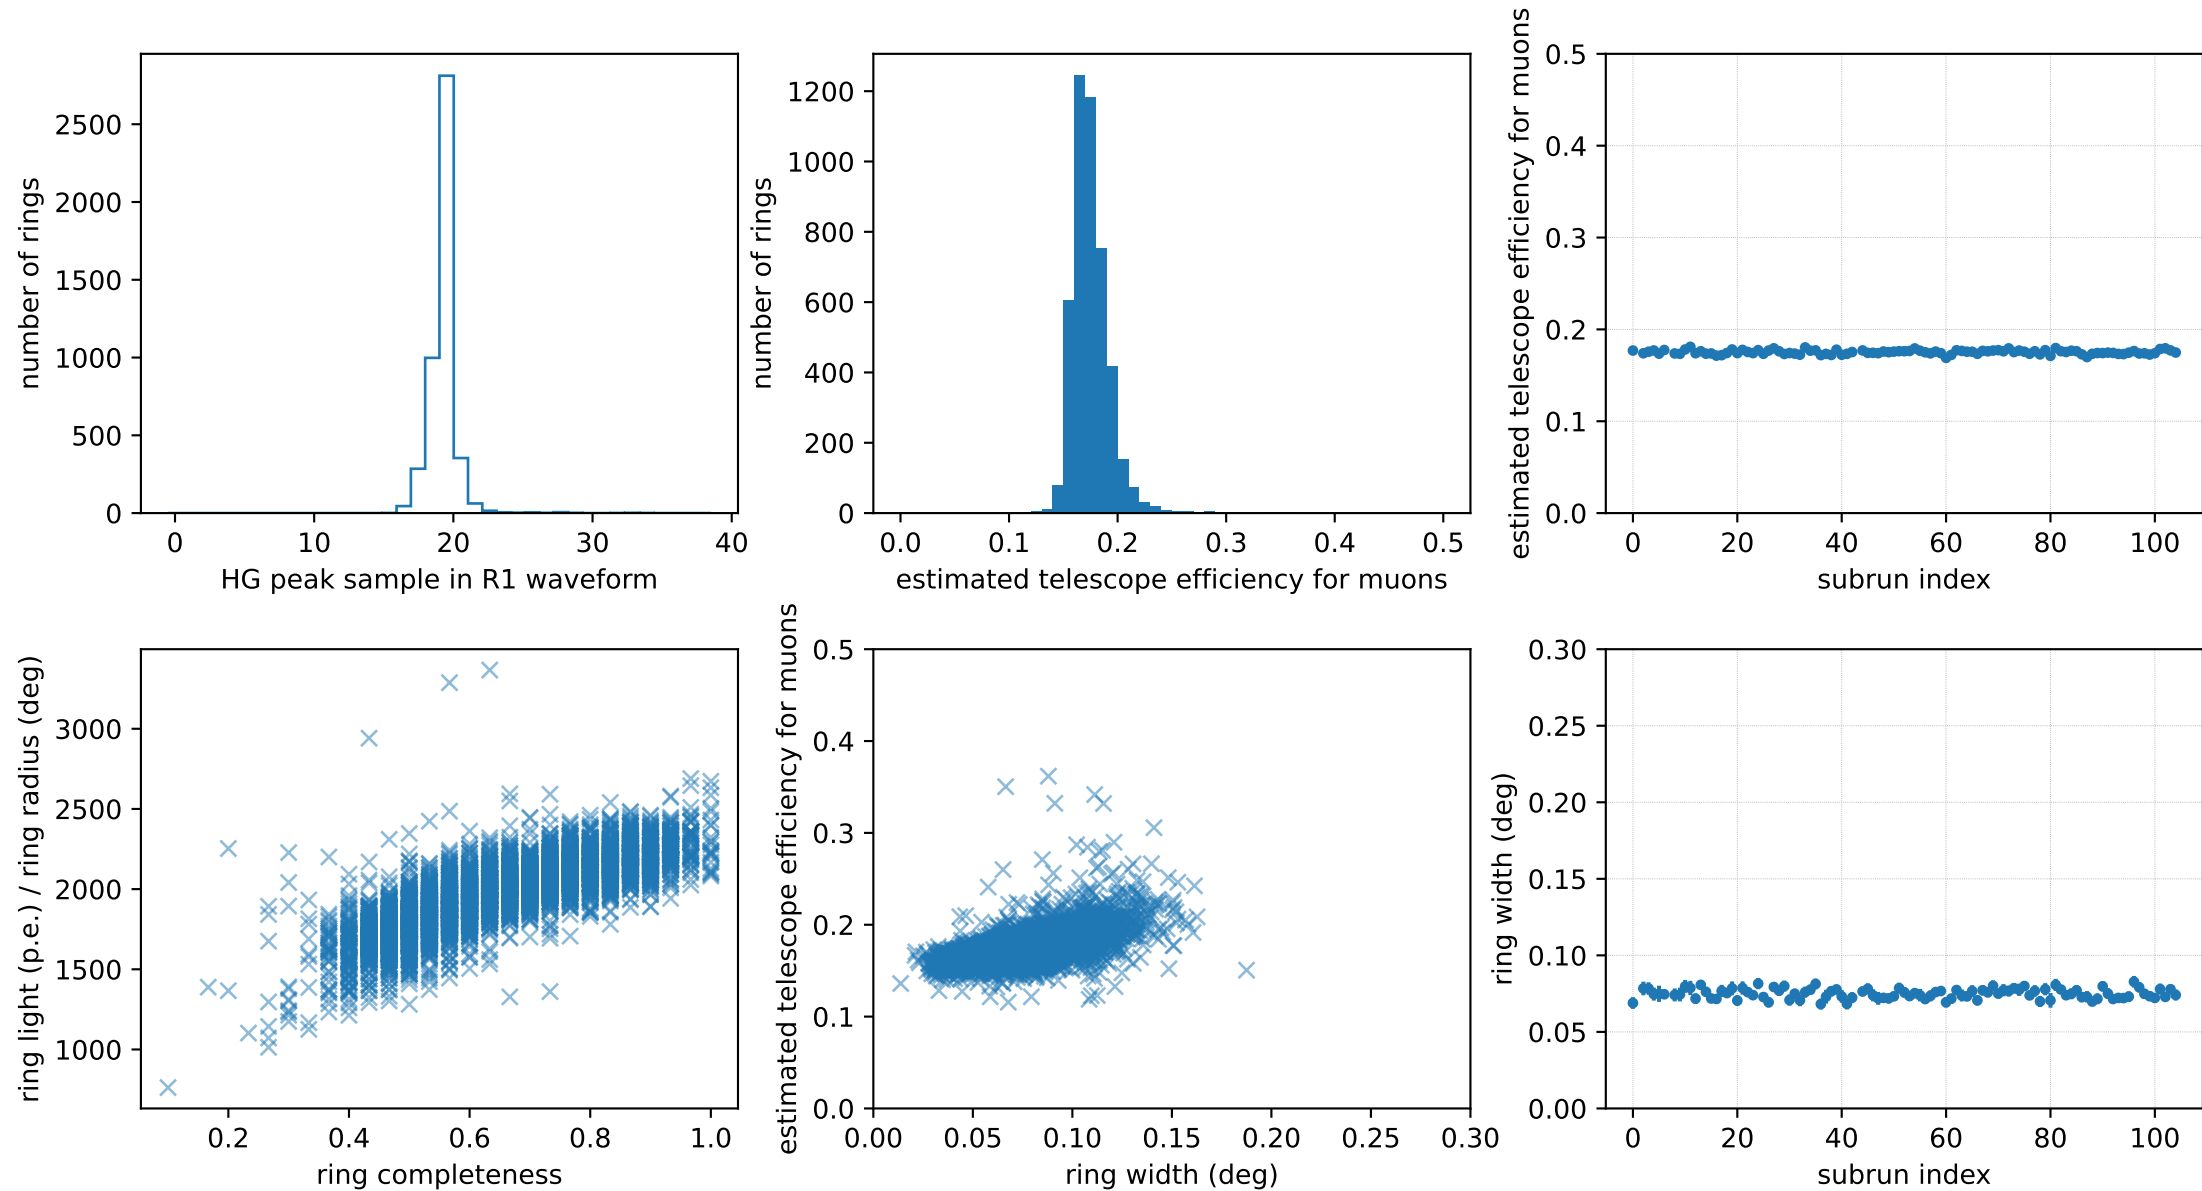 number of rings
2500
2000
1500
1000
500
0
0 10 20 30 40
HG peak sample in R1 waveform
number of rings
1200
1000
800
600
400
200
0
0.0 0.1 0.2 0.3 0.4 0.5
estimated telescope efficiency for muons
estimated telescope efficiency for muons
0.5
0.4
0.3
0.2
0.1
0.0
0 20 40 60 80 100
subrun index
ring light (p.e.) / ring radius (deg)
3000
2500
2000
1500
1000
0.2 0.4 0.6 0.8 1.0
ring completeness
estimated telescope efficiency for muons
0.5
0.4
0.3
0.2
0.1
0.0
0.00 0.05 0.10 0.15 0.20 0.25 0.30
ring width (deg)
ring width (deg)
0.30
0.25
0.20
0.15
0.10
0.05
0.00
0 20 40 60 80 100
subrun index